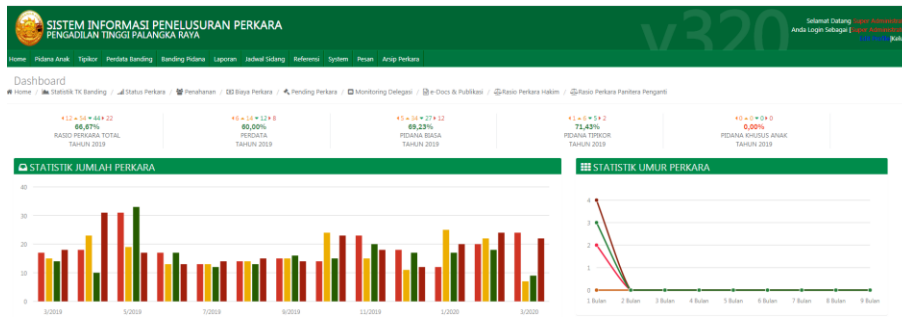 SISTEM INFORMASI PENELUSURAN PERKARA
PENGADILAN TINGGI PALANGKA RAYA
v320
Selamat Datang Super
Anda Login Sebagai [ Super
Home Pidana Anak Tipikor Perdata Banding Banding Pidana Laporan Jadwal Sidang Referensi System Pesan Arsip Perkara
Dashboard
Home / Statistik TK Banding / Status Perkara / Penahanan / Biaya Perkara / Pending Perkara / Monitoring Delegasi / e-Docs & Publikasi / Rasio Perkara Hakim / Rasio Perkara Panitera Penganti
12 54 44 22
66,67%
RASIO PERKARA TOTAL
TAHUN 2019
6 14 12 8
60,00%
PERDATA
TAHUN 2019
5 34 27 12
69,23%
PIDANA BIASA
TAHUN 2019
1 6 5 2
71,43%
PIDANA TIPIKOR
TAHUN 2019
0 0 0 0
0,00%
PIDANA KHUSUS ANAK
TAHUN 2019
STATISTIK JUMLAH PERKARA
40
30
20
10
0
3/2019 5/2019 7/2019 9/2019 11/2019 1/2020 3/2020
STATISTIK UMUR PERKARA
4
3
2
1
0
1 Bulan 2 Bulan 3 Bulan 4 Bulan 5 Bulan 6 Bulan 7 Bulan 8 Bulan 9 Bulan